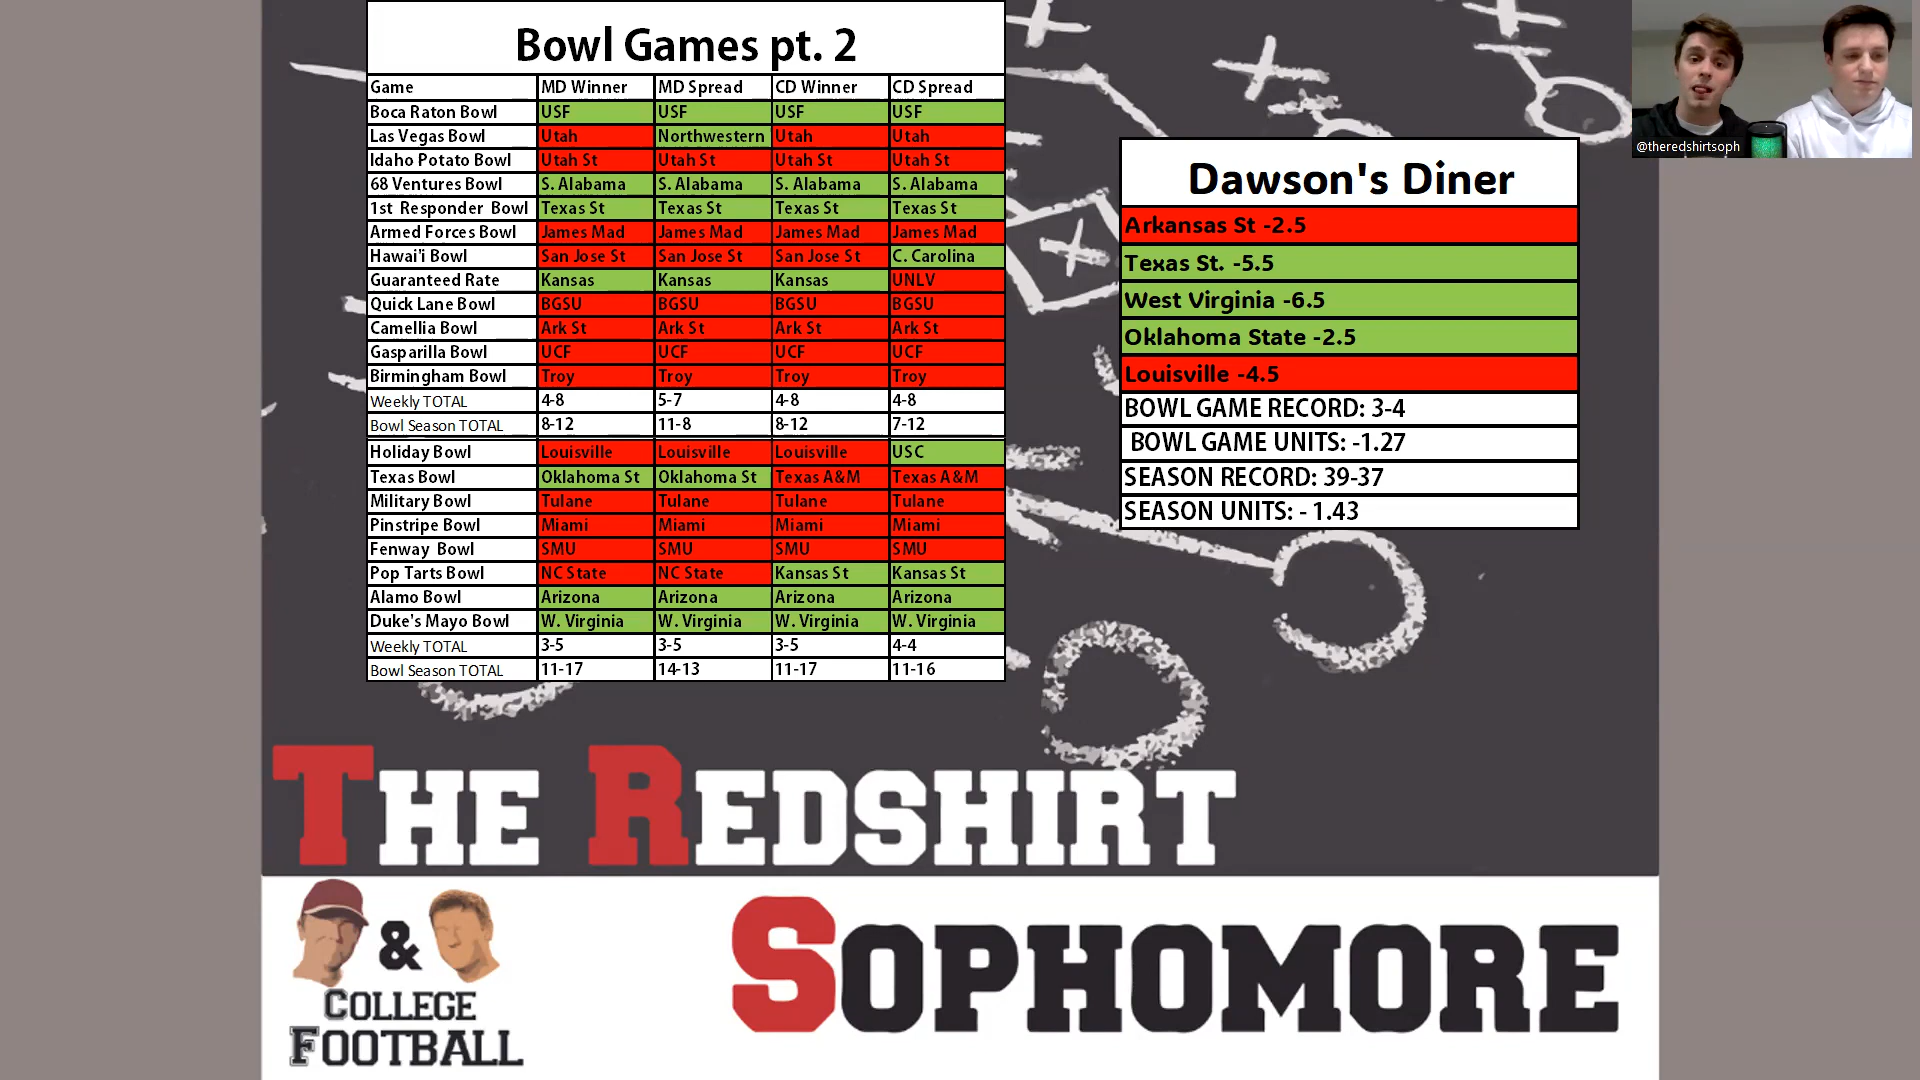 Bowl Games pt. 2
Game MD Winner MD Spread CD Winner CD Spread
Boca Raton Bowl USF USF USF USF
Las Vegas Bowl Utah Northwestern Utah Utah
Idaho Potato Bowl Utah St Utah St Utah St Utah St
68 Ventures Bowl S. Alabama S. Alabama S. Alabama S. Alabama
1st Responder Bowl Texas St Texas St Texas St Texas St
Armed Forces Bowl James Mad James Mad James Mad James Mad
Hawai'i Bowl San Jose St San Jose St San Jose St C. Carolina
Guaranteed Rate Kansas Kansas Kansas UNLV
Quick Lane Bowl BGSU BGSU BGSU BGSU
Camellia Bowl Ark St Ark St Ark St Ark St
Gasparilla Bowl UCF UCF UCF UCF
Birmingham Bowl Troy Troy Troy Troy
Weekly TOTAL 4-8 5-7 4-8 4-8
Bowl Season TOTAL 8-12 11-8 8-12 7-12
Holiday Bowl Louisville Louisville Louisville USC
Texas Bowl Oklahoma St Oklahoma St Texas A&M Texas A&M
Military Bowl Tulane Tulane Tulane Tulane
Pinstripe Bowl Miami Miami Miami Miami
Fenway Bowl SMU SMU SMU SMU
Pop Tarts Bowl NC State NC State Kansas St Kansas St
Alamo Bowl Arizona Arizona Arizona Arizona
Duke's Mayo Bowl W. Virginia W. Virginia W. Virginia W. Virginia
Weekly TOTAL 3-5 3-5 3-5 4-4
Bowl Season TOTAL 11-17 14-13 11-17 11-16
@theredshirtsoph
Dawson's Diner
Arkansas St -2.5
Texas St. -5.5
West Virginia -6.5
Oklahoma State -2.5
Louisville -4.5
BOWL GAME RECORD: 3-4
BOWL GAME UNITS: -1.27
SEASON RECORD: 39-37
SEASON UNITS: - 1.43
THE REDSHIRT
SOPHOMORE
&
COLLEGE
FOOTBALL